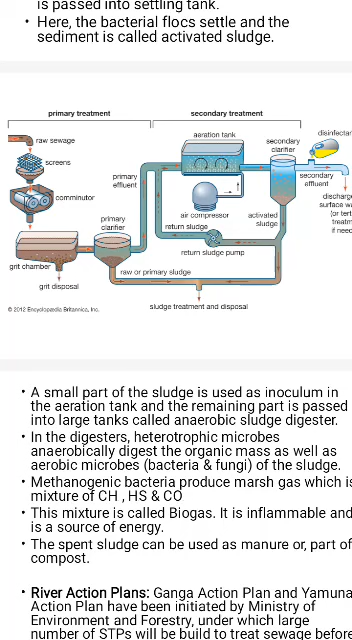 is passed into settling tank.
• Here, the bacterial flocs settle and the
sediment is called activated sludge.
primary treatment
secondary treatment
raw sewage
screens
comminutor
grit chamber
grit disposal
primary
clarifier
primary
effluent
aeration tank
air compressor
return sludge
return sludge pump
activated
sludge
secondary
clarifier
disinfectan
secondary
effluent
discharge
surface wa
(or tert
treatm
if need
raw or primary sludge
sludge treatment and disposal
© 2012 Encyclopædia Britannica, Inc.
• A small part of the sludge is used as inoculum in
the aeration tank and the remaining part is passed
into large tanks called anaerobic sludge digester.
• In the digesters, heterotrophic microbes
anaerobically digest the organic mass as well as
aerobic microbes (bacteria & fungi) of the sludge.
• Methanogenic bacteria produce marsh gas which is
mixture of CH , HS & CO
• This mixture is called Biogas. It is inflammable and
is a source of energy.
• The spent sludge can be used as manure or, part of
compost.
• River Action Plans: Ganga Action Plan and Yamuna
Action Plan have been initiated by Ministry of
Environment and Forestry, under which large
number of STPs will be build to treat sewage before